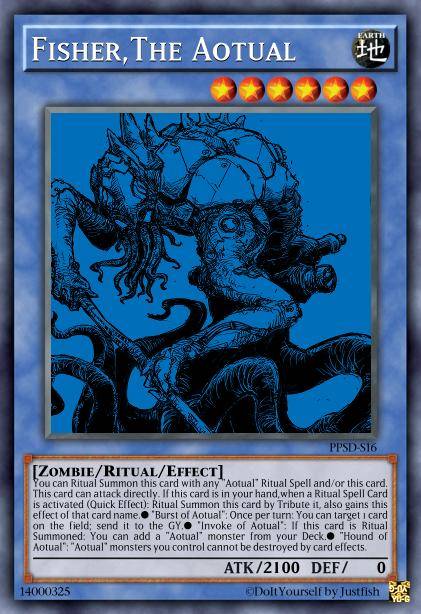 FISHER,THE AOTUAL
EARTH
地
PPSD-S16
[ZOMBIE/RITUAL/EFFECT]
You can Ritual Summon this card with any "Aotual" Ritual Spell and/or this card.
This card can attack directly. If this card is in your hand,when a Ritual Spell Card
is activated (Quick Effect): Ritual Summon this card by Tribute it, also gains this
effect of that card name.● "Burst of Aotual": Once per turn: You can target 1 card
on the field; send it to the GY.● "Invoke of Aotual": If this card is Ritual
Summoned: You can add a "Aotual" monster from your Deck.● "Hound of
Aotual": "Aotual" monsters you control cannot be destroyed by card effects.
ATK/2100 DEF/ 0
14000325
©DoItYourself by Justfish